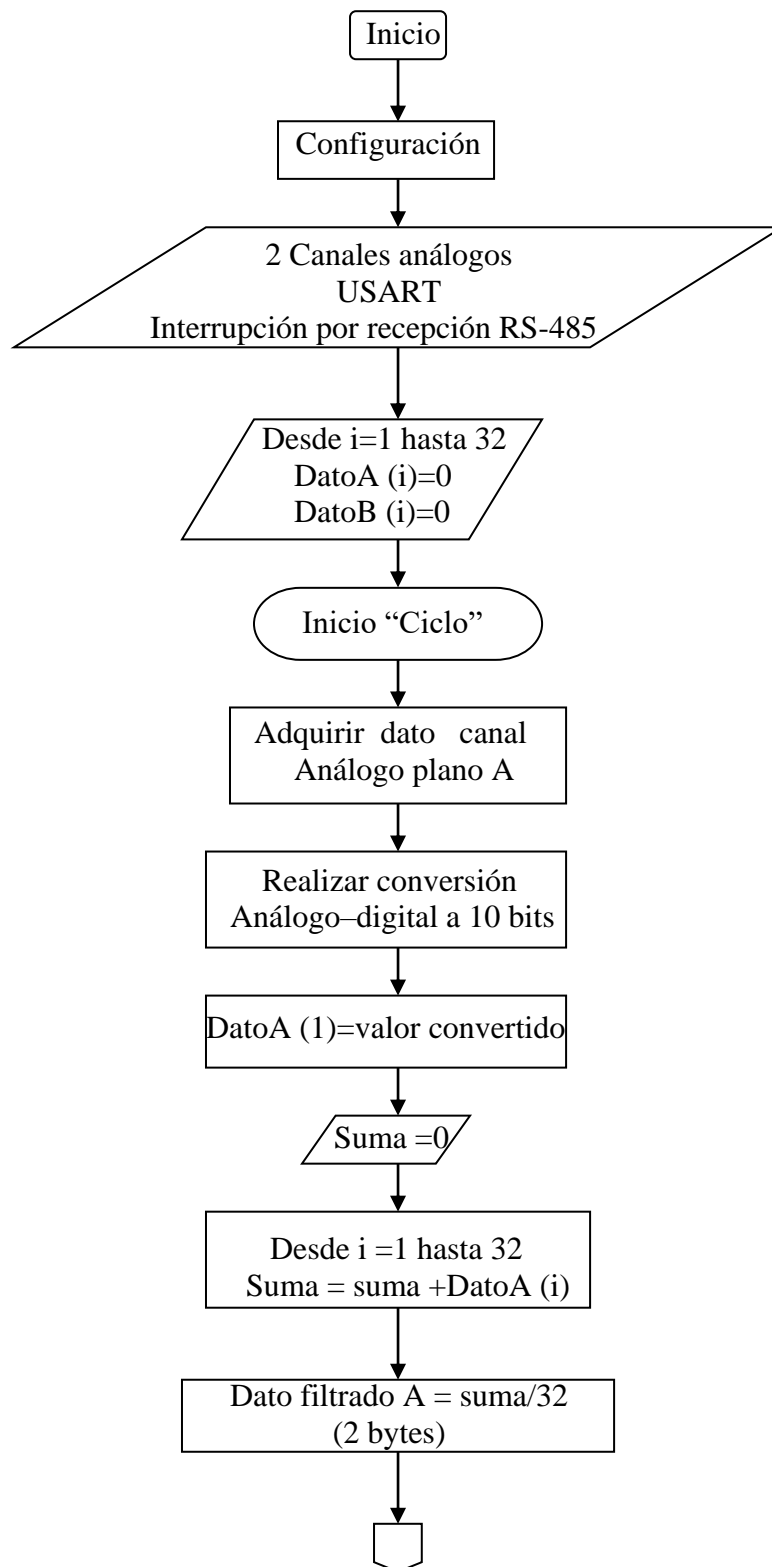 Inicio
Configuración
2 Canales análogos
USART
Interrupción por recepción RS-485
Desde i=1 hasta 32
DatoA (i)=0
DatoB (i)=0
Inicio “Ciclo”
Adquirir dato canal
Análogo plano A
Realizar conversión
Análogo–digital a 10 bits
DatoA (1)=valor convertido
Suma =0
Desde i =1 hasta 32
Suma = suma +DatoA (i)
Dato filtrado A = suma/32
(2 bytes)